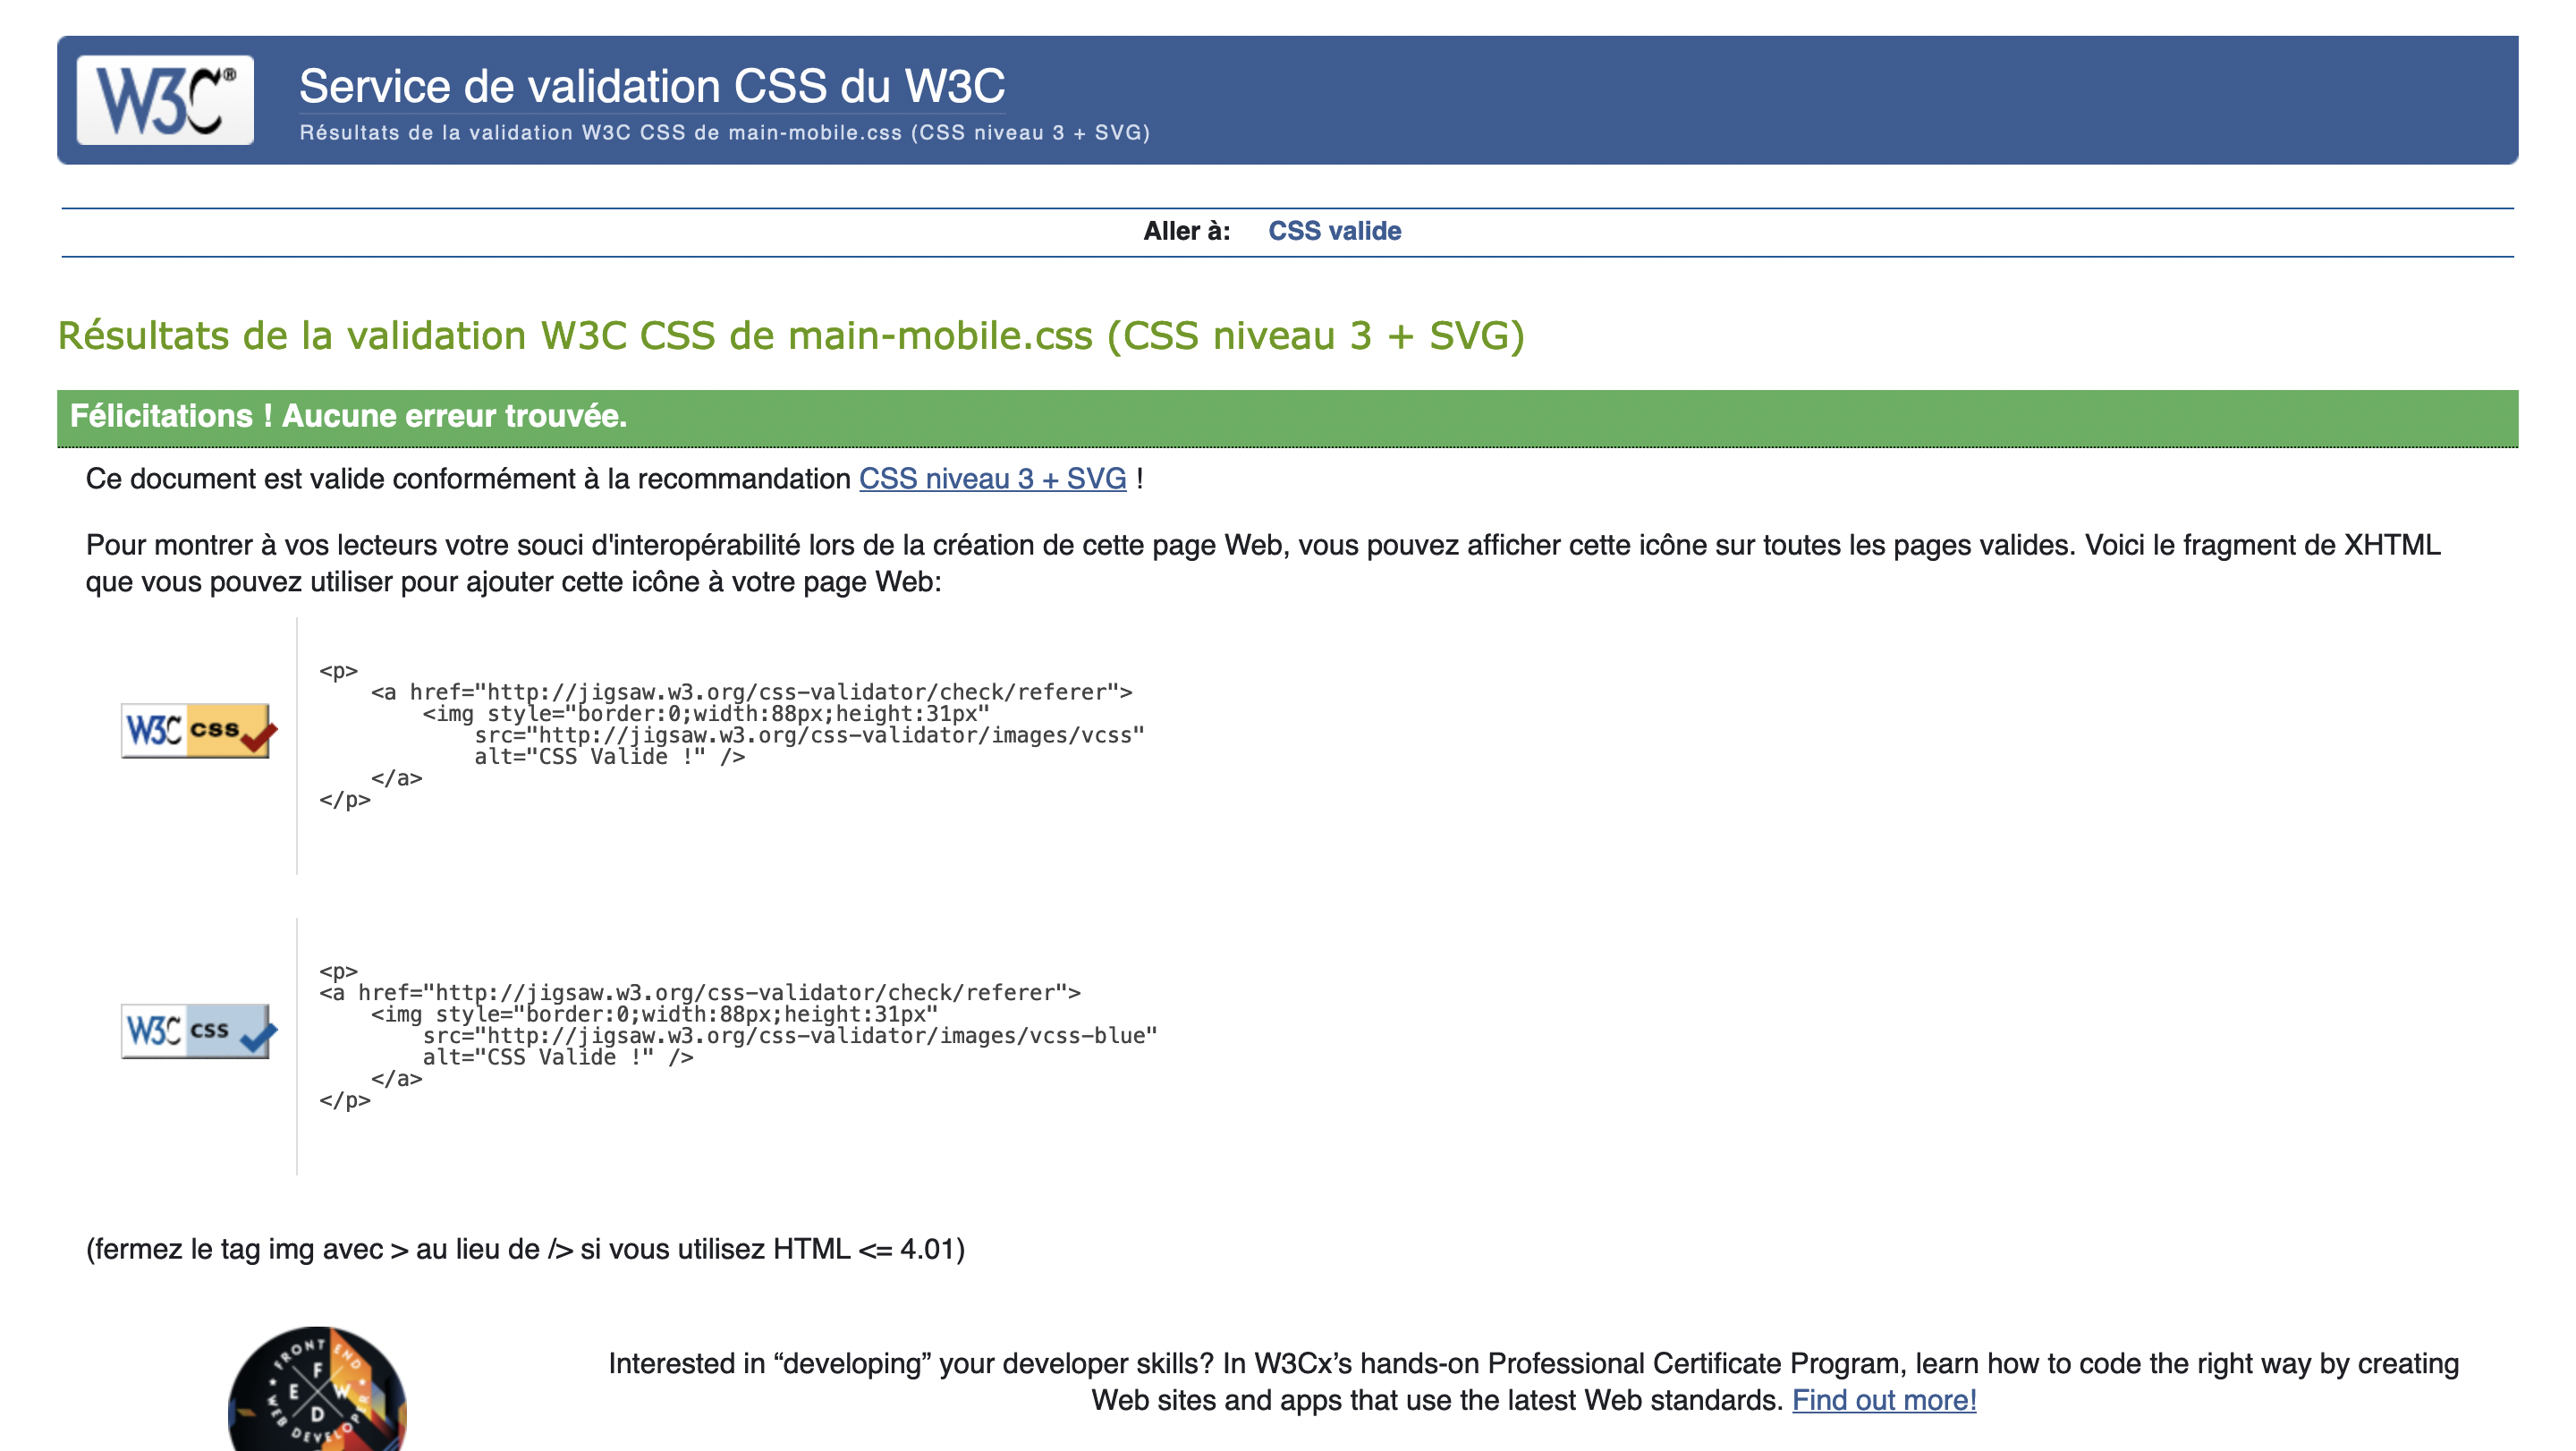 W3C®
Service de validation CSS du W3C
Résultats de la validation W3C CSS de main-mobile.css (CSS niveau 3 + SVG)
Aller à: CSS valide
Résultats de la validation W3C CSS de main-mobile.css (CSS niveau 3 + SVG)
Félicitations ! Aucune erreur trouvée.
Ce document est valide conformément à la recommandation CSS niveau 3 + SVG !
Pour montrer à vos lecteurs votre souci d'interopérabilité lors de la création de cette page Web, vous pouvez afficher cette icône sur toutes les pages valides. Voici le fragment de XHTML
que vous pouvez utiliser pour ajouter cette icône à votre page Web:
W3C css
<p>
<a href="http://jigsaw.w3.org/css-validator/check/referer">
<img style="border:0;width:88px;height:31px"
src="http://jigsaw.w3.org/css-validator/images/vcss"
alt="CSS Valide !" />
</a>
</p>
W3C css
<p>
<a href="http://jigsaw.w3.org/css-validator/check/referer">
<img style="border:0;width:88px;height:31px"
src="http://jigsaw.w3.org/css-validator/images/vcss-blue"
alt="CSS Valide !" />
</a>
</p>
(fermez le tag img avec > au lieu de /> si vous utilisez HTML <= 4.01)
FRONT END
F
E W
D
WEB DEVELOPER
Interested in “developing” your developer skills? In W3Cx’s hands-on Professional Certificate Program, learn how to code the right way by creating
Web sites and apps that use the latest Web standards. Find out more!